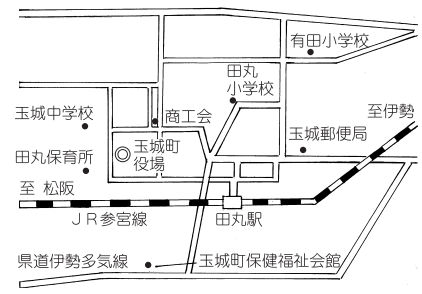 有田小学校
田丸
小学校
至伊勢
玉城中学校
商工会
玉城郵便局
玉城町
役場
田丸保育所
至 松阪
JR参宮線
田丸駅
県道伊勢多気線
玉城町保健福祉会館